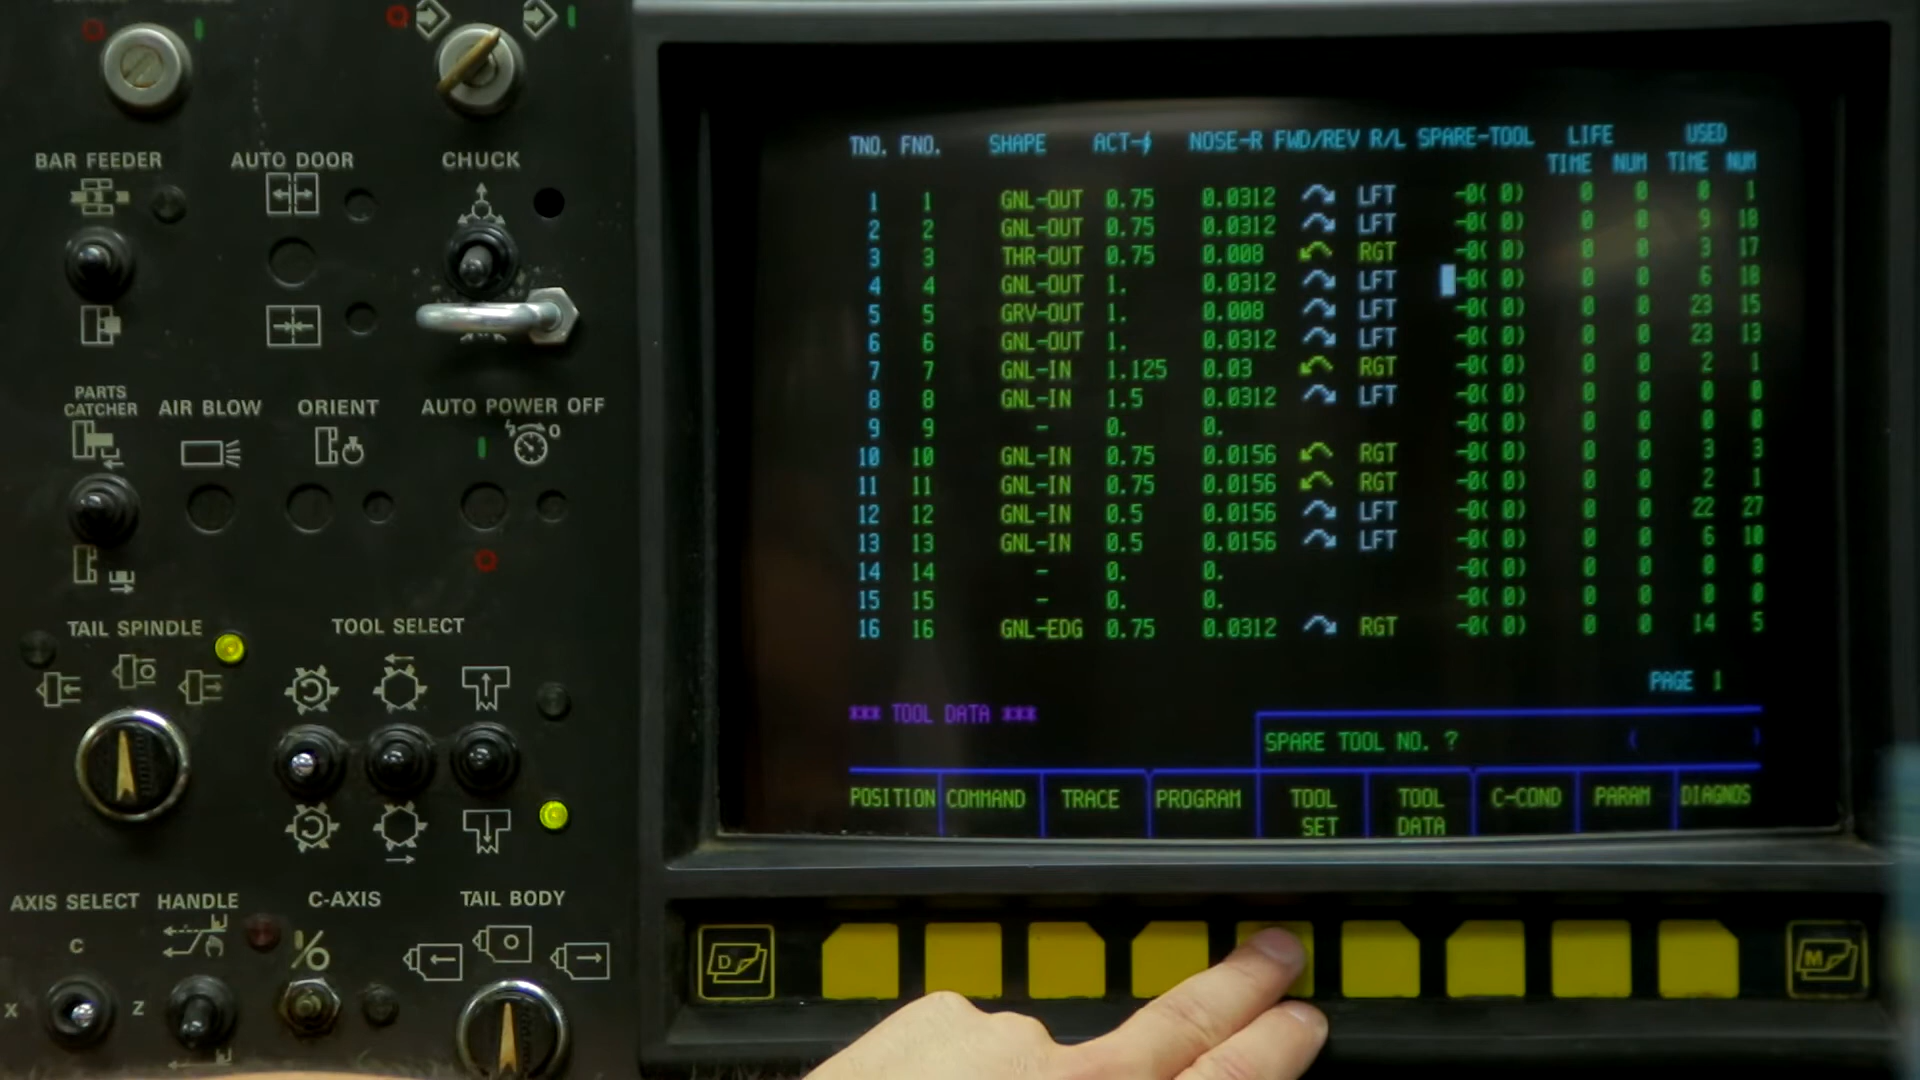 BAR FEEDER AUTO DOOR CHUCK
PARTS
CATCHER AIR BLOW ORIENT AUTO POWER OFF
TAIL SPINDLE TOOL SELECT
AXIS SELECT HANDLE C-AXIS TAIL BODY
C
1/0
X Z
TNO. FNO. SHAPE ACT-ϕ NOSE-R FWD/REV R/L SPARE-TOOL LIFE USED
TIME NUM TIME NUM
1 1 GNL-OUT 0.75 0.0312 LFT -0( 0) 0 0 0 1
2 2 GNL-OUT 0.75 0.0312 LFT -0( 0) 0 0 9 18
3 3 THR-OUT 0.75 0.008 RGT -0( 0) 0 0 3 17
4 4 GNL-OUT 1. 0.0312 LFT -0( 0) 0 0 6 18
5 5 GRV-OUT 1. 0.008 LFT -0( 0) 0 0 23 15
6 6 GNL-OUT 1. 0.0312 LFT -0( 0) 0 0 23 13
7 7 GNL-IN 1.125 0.03 RGT -0( 0) 0 0 2 1
8 8 GNL-IN 1.5 0.0312 LFT -0( 0) 0 0 0 0
9 9 - 0. 0. -0( 0) 0 0 0 0
10 10 GNL-IN 0.75 0.0156 RGT -0( 0) 0 0 3 3
11 11 GNL-IN 0.75 0.0156 RGT -0( 0) 0 0 2 1
12 12 GNL-IN 0.5 0.0156 LFT -0( 0) 0 0 22 27
13 13 GNL-IN 0.5 0.0156 LFT -0( 0) 0 0 6 10
14 14 - 0. 0. -0( 0) 0 0 0 0
15 15 - 0. 0. -0( 0) 0 0 0 0
16 16 GNL-EDG 0.75 0.0312 RGT -0( 0) 0 0 14 5
PAGE 1
*** TOOL DATA ***
SPARE TOOL NO. ? ( )
POSITION COMMAND TRACE PROGRAM TOOL SET TOOL DATA C-COND PARAM DIAGNOS
D M